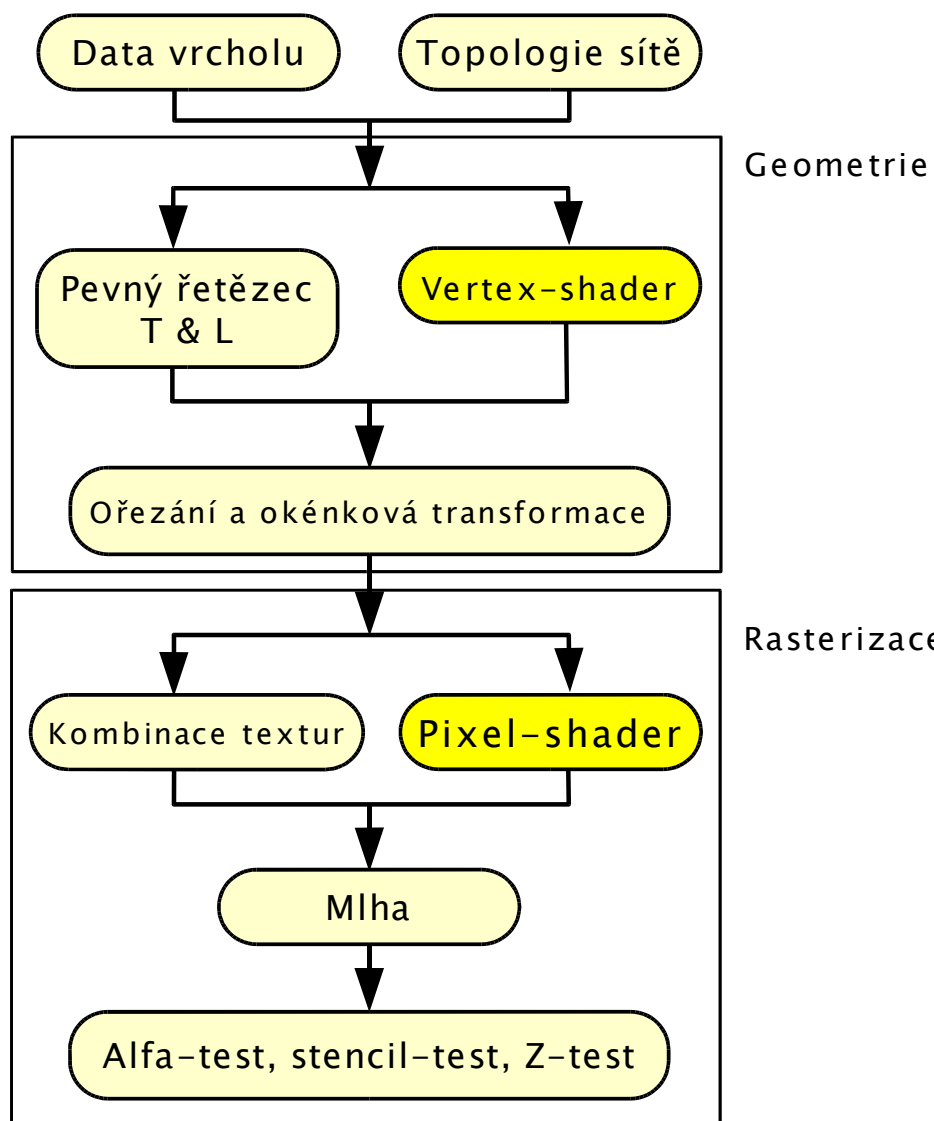 Data vrcholu
Topologie sítě
Geometrie
Pevný řetězec
T & L
Vertex-shader
Ořezání a okénková transformace
Rasterizace
Kombinace textur
Pixel-shader
Mlha
Alfa-test, stencil-test, Z-test